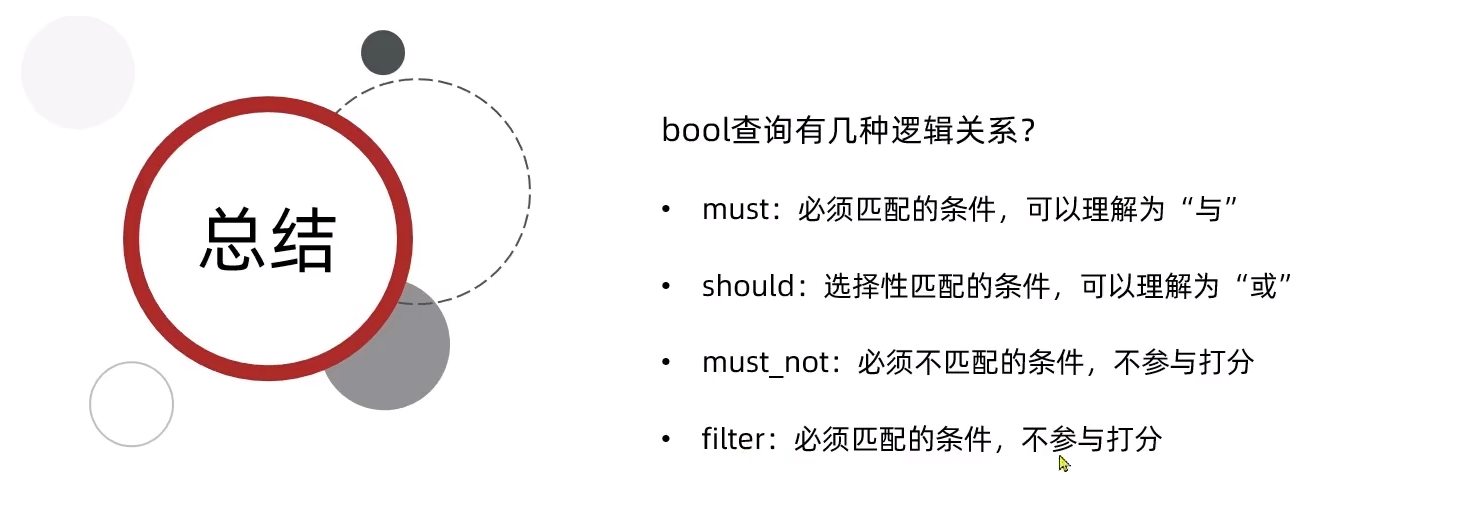 总结
bool查询有几种逻辑关系？
• must：必须匹配的条件，可以理解为“与”
• should：选择性匹配的条件，可以理解为“或”
• must_not：必须不匹配的条件，不参与打分
• filter：必须匹配的条件，不参与打分